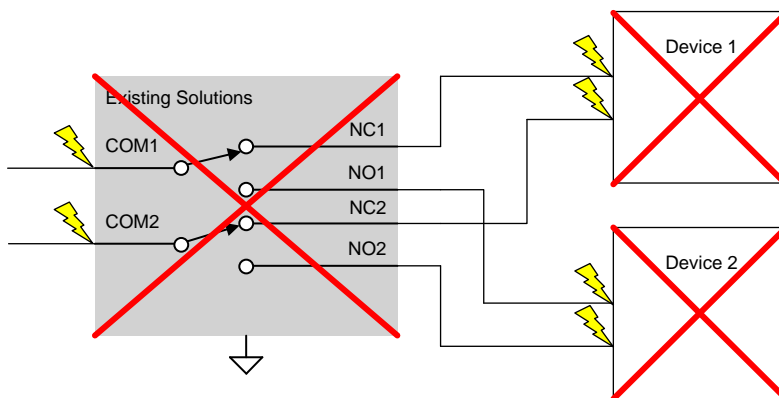 Device 1
Existing Solutions
NC1
COM1
NO1
NC2
COM2
NO2
Device 2